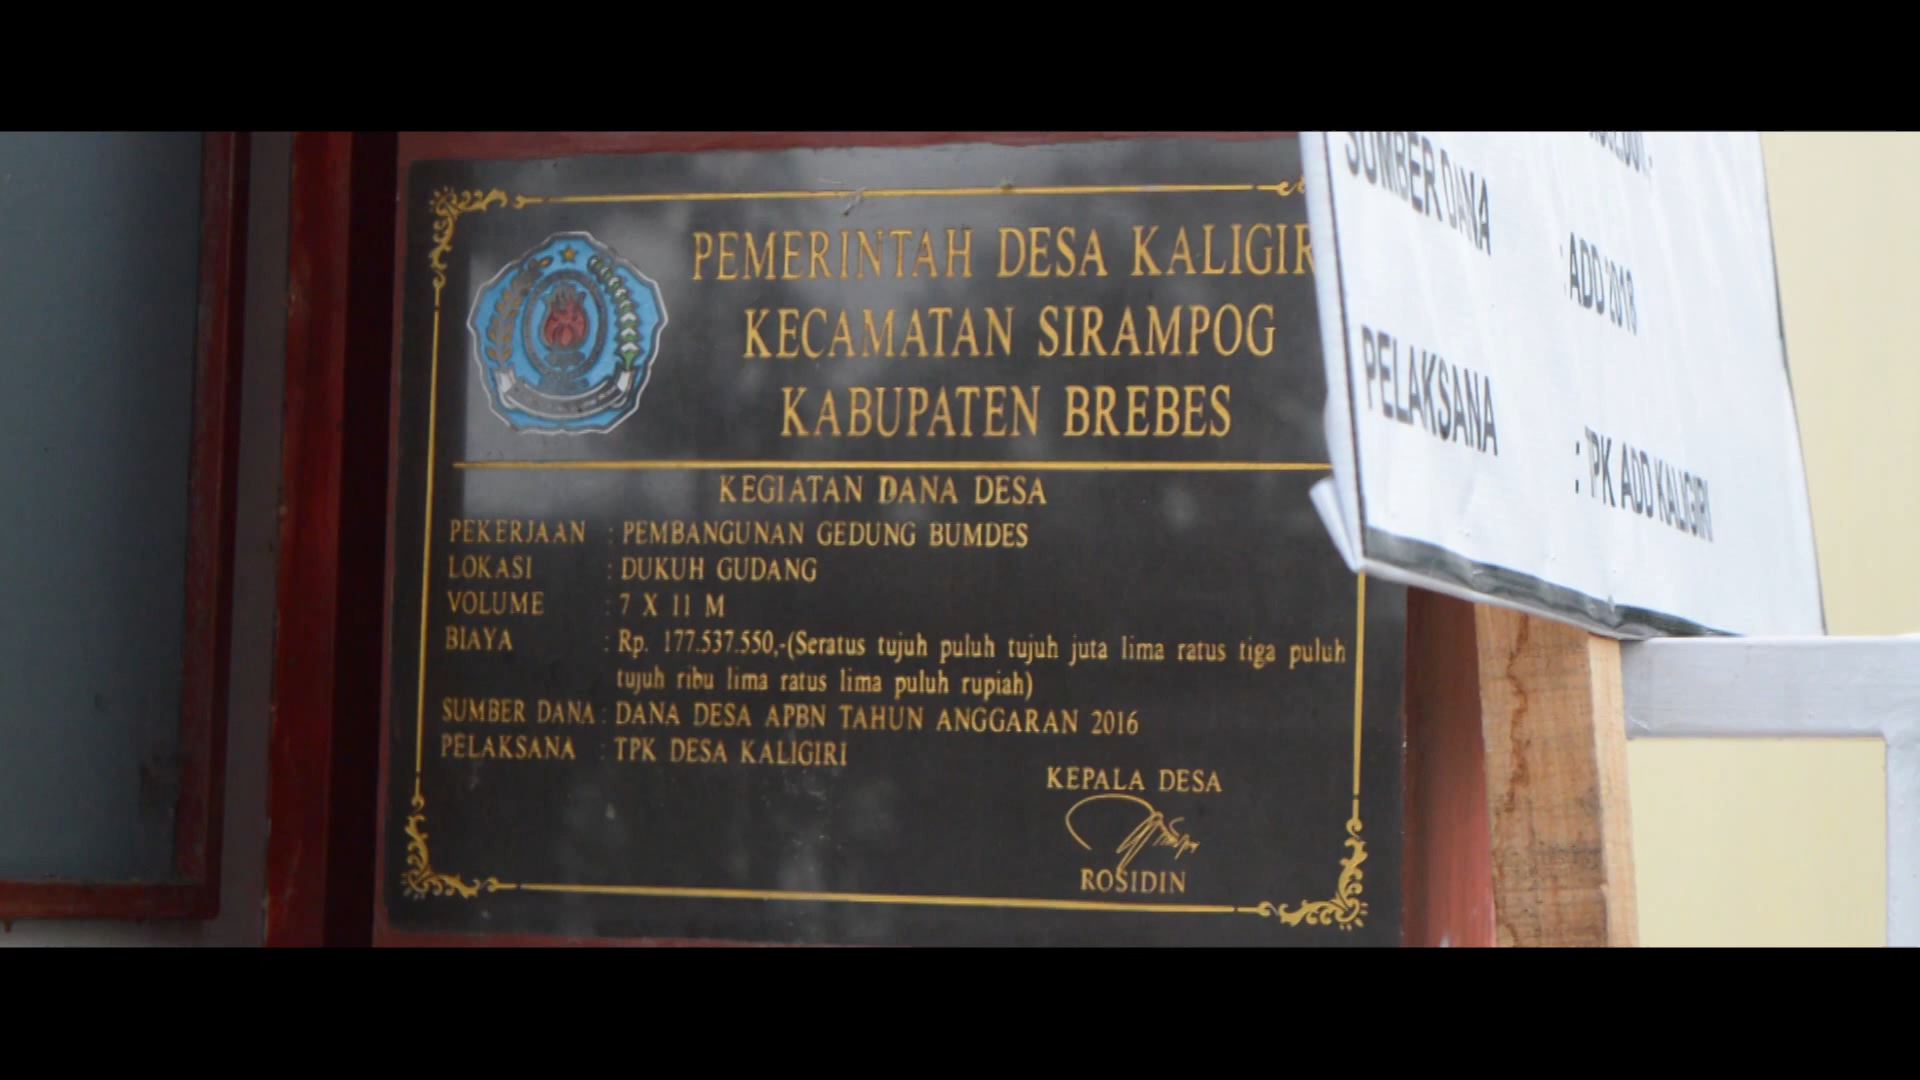 PEMERINTAH DESA KALIGIRI
KECAMATAN SIRAMPOG
KABUPATEN BREBES
KEGIATAN DANA DESA
PEKERJAAN : PEMBANGUNAN GEDUNG BUMDES
LOKASI : DUKUH GUDANG
VOLUME : 7 X 11 M
BIAYA : Rp. 177.537.550,-(Seratus tujuh puluh tujuh juta lima ratus tiga puluh
tujuh ribu lima ratus lima puluh rupiah)
SUMBER DANA : DANA DESA APBN TAHUN ANGGARAN 2016
PELAKSANA : TPK DESA KALIGIRI
KEPALA DESA
ROSIDIN
SUMBER DANA : ADD 2018
PELAKSANA : TPK ADD KALIGIRI